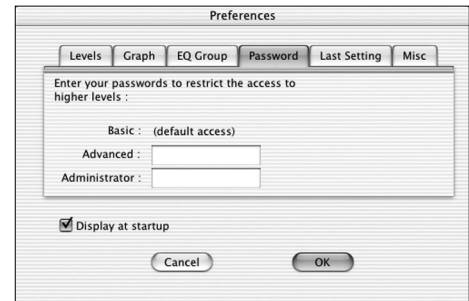 Preferences
Levels Graph EQ Group Password Last Setting Misc
Enter your passwords to restrict the access to
higher levels :
Basic : (default access)
Advanced :
Administrator :
Display at startup
Cancel OK